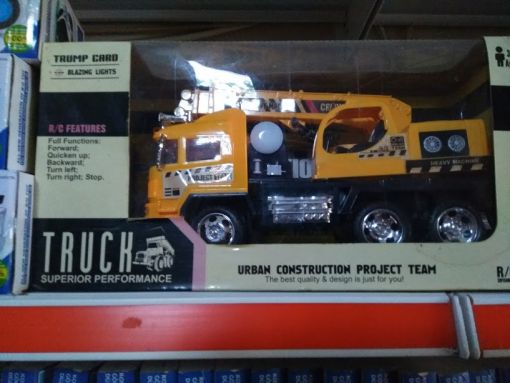 TRUMP CARD
BLAZING LIGHTS
R/C FEATURES
Full Functions:
Forward;
Quicken up;
Backward;
Turn left;
Turn right; Stop.
10
HEAVY MACHINE
TRUCK
SUPERIOR PERFORMANCE
URBAN CONSTRUCTION PROJECT TEAM
The best quality & design is just for you!
R/